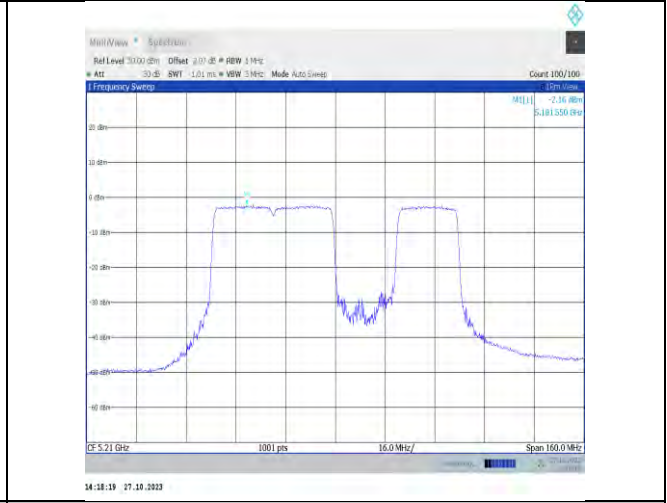 MultiView Spectrum
Ref Level 30.00 dBm Offset 2.00 dB RBW 1 MHz
Att 30 dB SWT 1.01 ms VBW 3 MHz Mode Auto Sweep Count 100/100
1 Frequency Sweep 1Rm View
M1[1] -2.16 dBm
5.181550 GHz
20 dBm
10 dBm
0 dBm
-10 dBm
-20 dBm
-30 dBm
-40 dBm
-50 dBm
-60 dBm
CF 5.21 GHz 1001 pts 16.0 MHz/ Span 160.0 MHz
14:18:19 27.10.2023